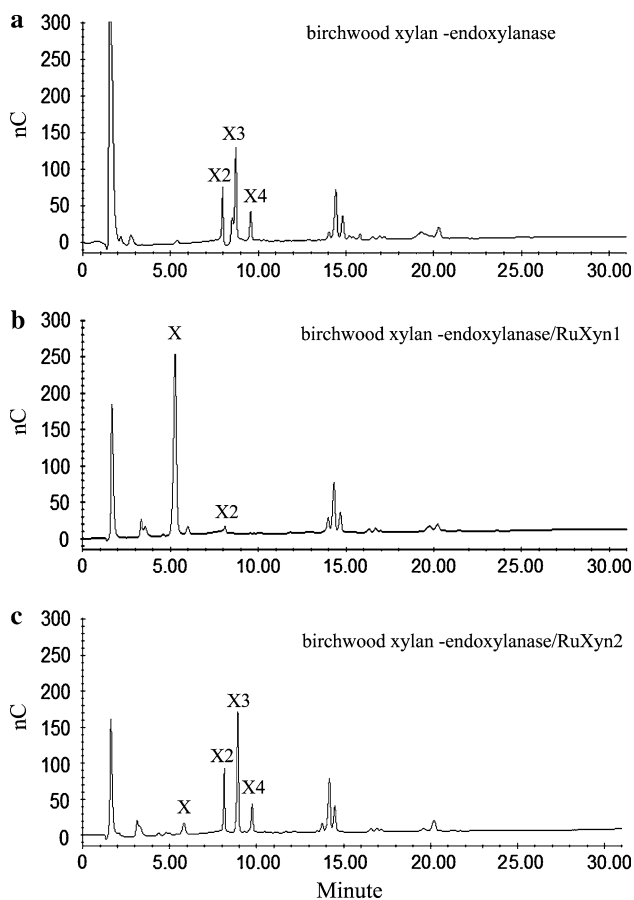 a
birchwood xylan -endoxylanase
300
250
200
150
100
50
0
nC
X2
X3
X4
0 5.00 10.00 15.00 20.00 25.00 30.00
b
birchwood xylan -endoxylanase/RuXyn1
300
250
200
150
100
50
0
nC
X
X2
0 5.00 10.00 15.00 20.00 25.00 30.00
c
birchwood xylan -endoxylanase/RuXyn2
300
250
200
150
100
50
0
nC
X
X2
X3
X4
0 5.00 10.00 15.00 20.00 25.00 30.00
Minute